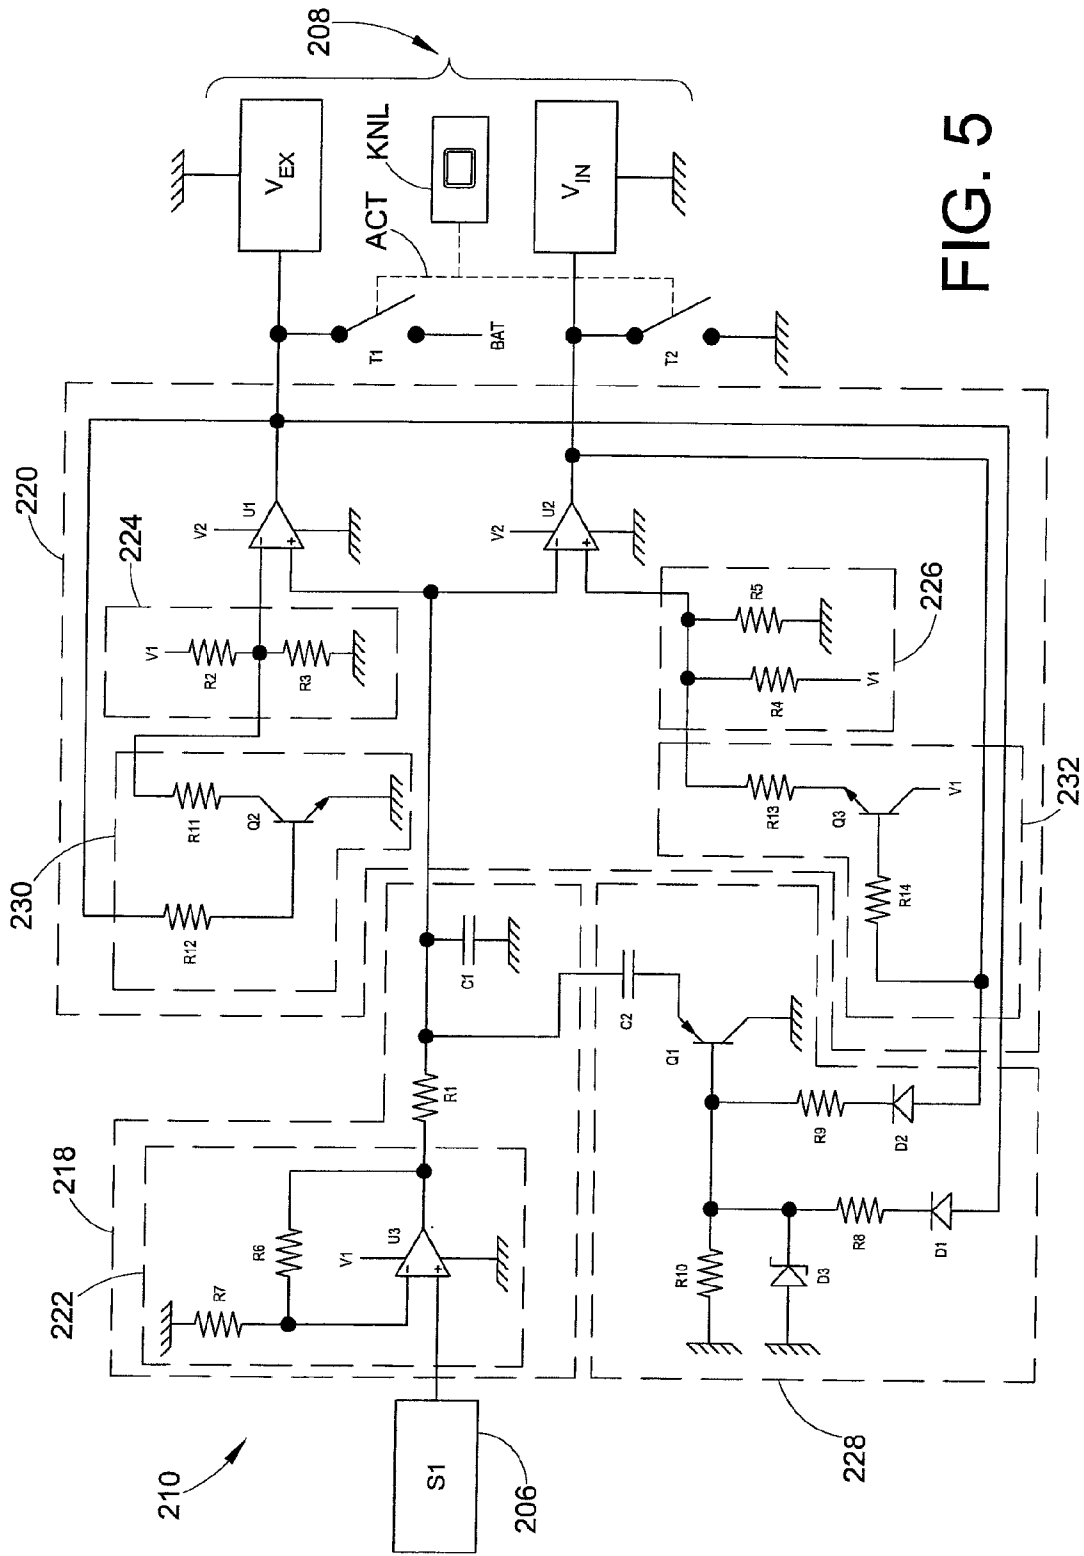 210
S1
206
222
218
R7
R6
V1
U3
-
+
R1
C1
C2
Q1
R10
D3
R8
D1
R9
D2
228
230
R12
R11
Q2
220
224
V1
R2
R3
V2
U1
-
+
V2
U2
-
+
R5
R4
V1
226
R13
Q3
V1
R14
232
T1
BAT
T2
ACT
KNL
VEX
VIN
208
FIG. 5